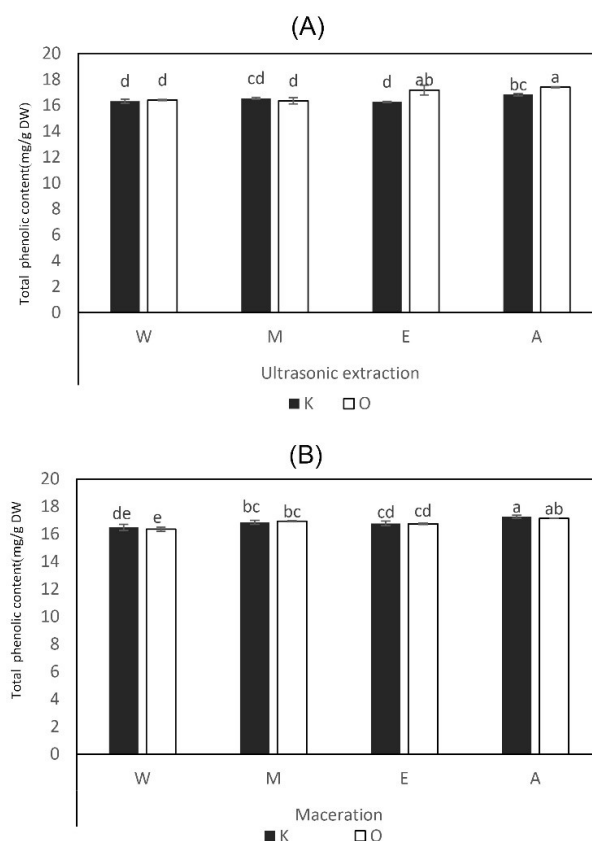 (A)
Total phenolic content(mg/g DW)
20
18
16
14
12
10
8
6
4
2
0
d d cd d d ab bc a
W M E A
Ultrasonic extraction
K O
(B)
Total phenolic content(mg/g DW
20
18
16
14
12
10
8
6
4
2
0
de e bc bc cd cd a ab
W M E A
Maceration
K O